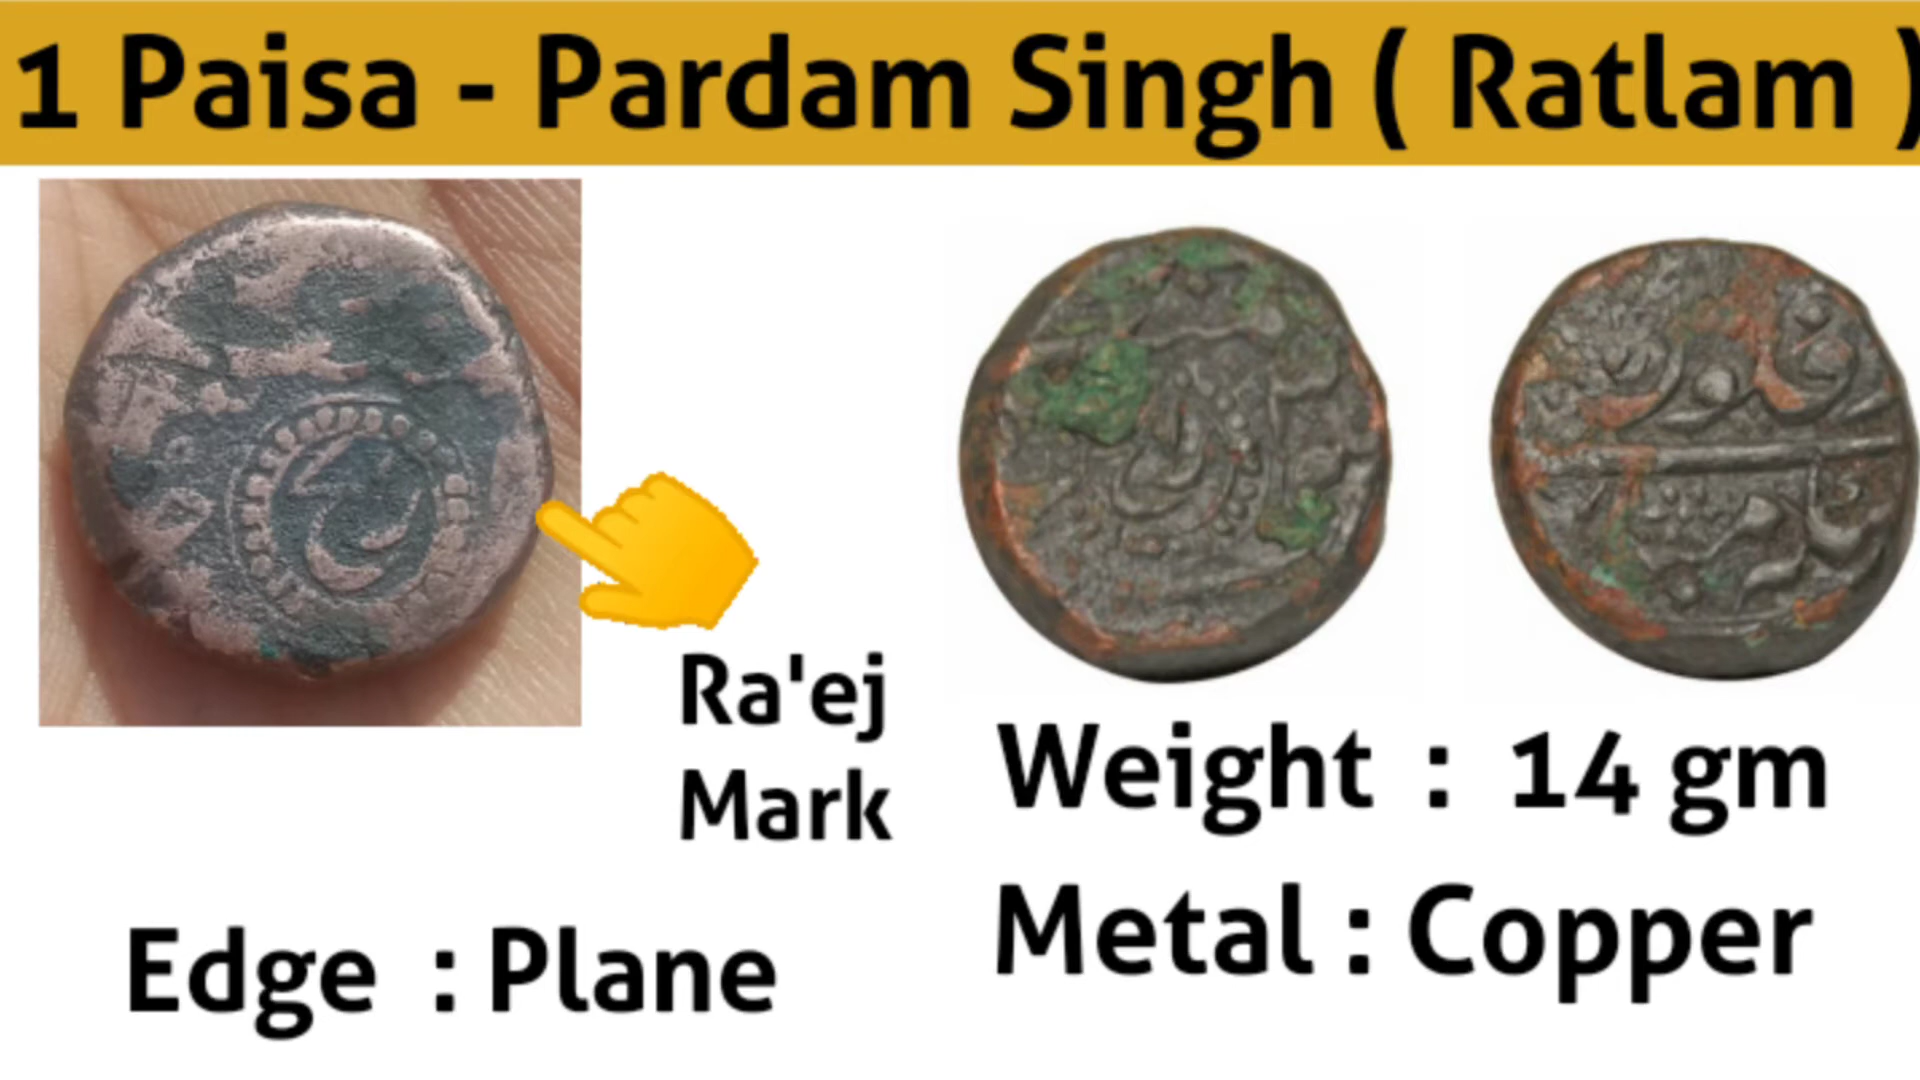 1 Paisa - Pardam Singh ( Ratlam )
Ra'ej
Mark
Weight : 14 gm
Metal : Copper
Edge : Plane